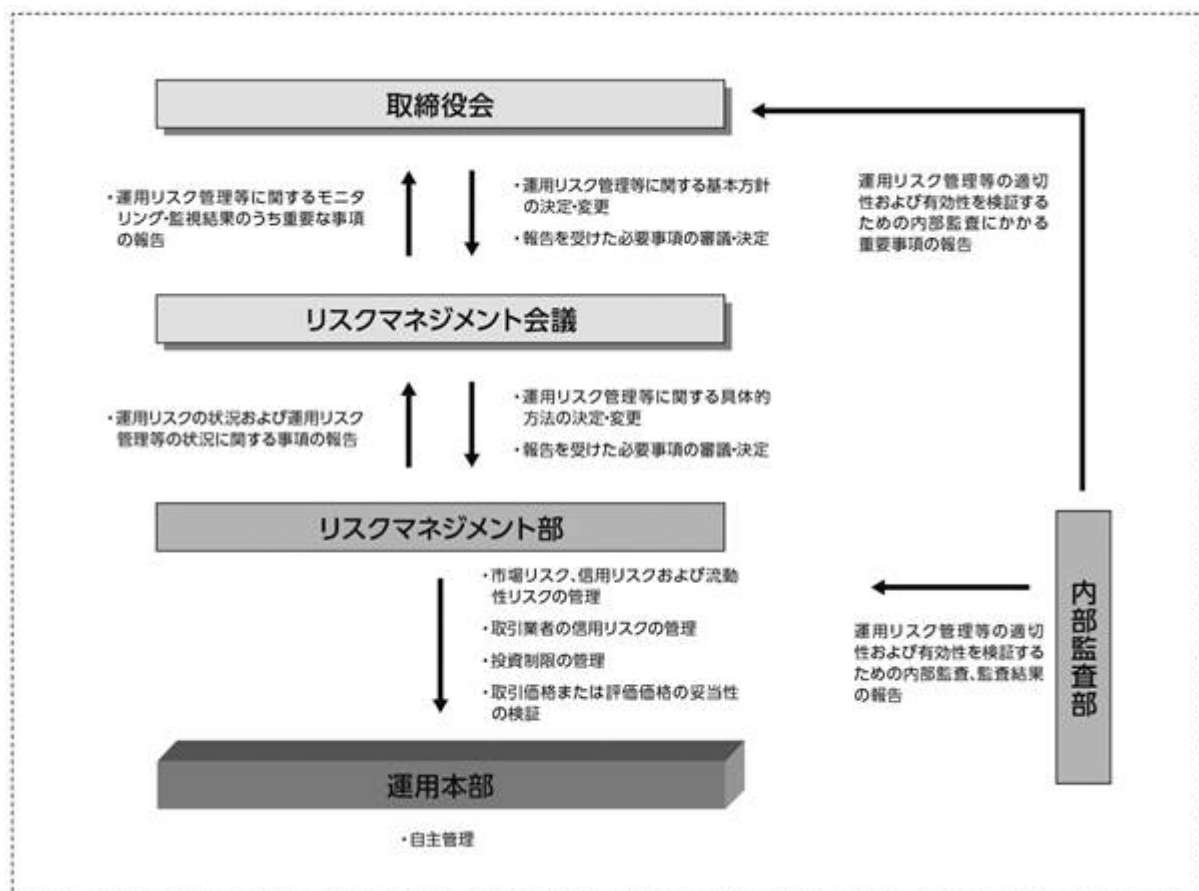 取締役会
・運用リスク管理等に関するモニタ
リング・監視結果のうち重要な事項
の報告
・運用リスク管理等に関する基本方針
の決定・変更
・報告を受けた必要事項の審議・決定
運用リスク管理等の適切
性および有効性を検証する
ための内部監査にかかる
重要事項の報告
リスクマネジメント会議
・運用リスクの状況および運用リスク
管理等の状況に関する事項の報告
・運用リスク管理等に関する具体的
方法の決定・変更
・報告を受けた必要事項の審議・決定
リスクマネジメント部
・市場リスク、信用リスクおよび流動
性リスクの管理
・取引業者の信用リスクの管理
・投資制限の管理
・取引価格または評価価格の妥当性
の検証
運用リスク管理等の適切
性および有効性を検証する
ための内部監査、監査結果
の報告
内部監査部
運用本部
・自主管理